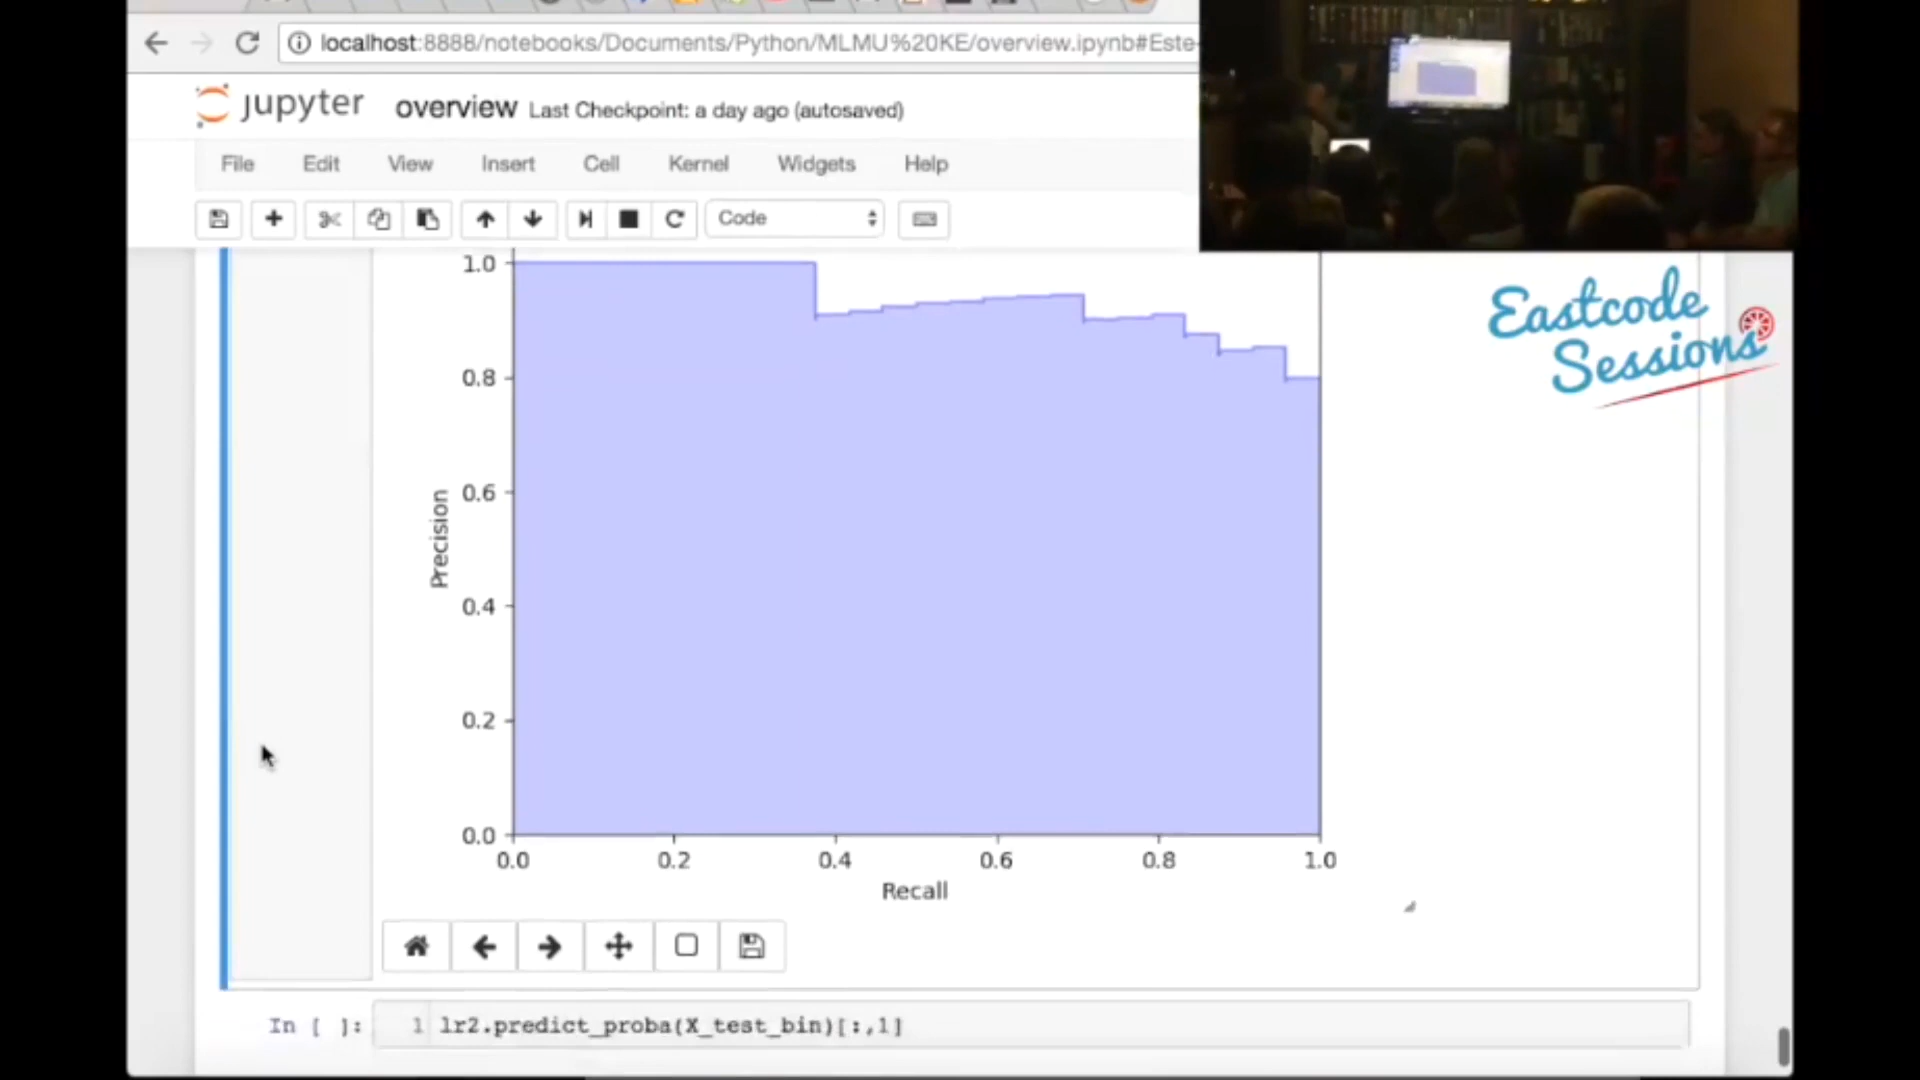 localhost:8888/notebooks/Documents/Python/MLMU%20KE/overview.ipynb#Este
jupyter overview Last Checkpoint: a day ago (autosaved)
File Edit View Insert Cell Kernel Widgets Help
Code
Eastcode
Sessions
1.0
0.8
0.6
0.4
0.2
0.0
Precision
0.0 0.2 0.4 0.6 0.8 1.0
Recall
In [ ]: 1 lr2.predict_proba(X_test_bin)[:,1]